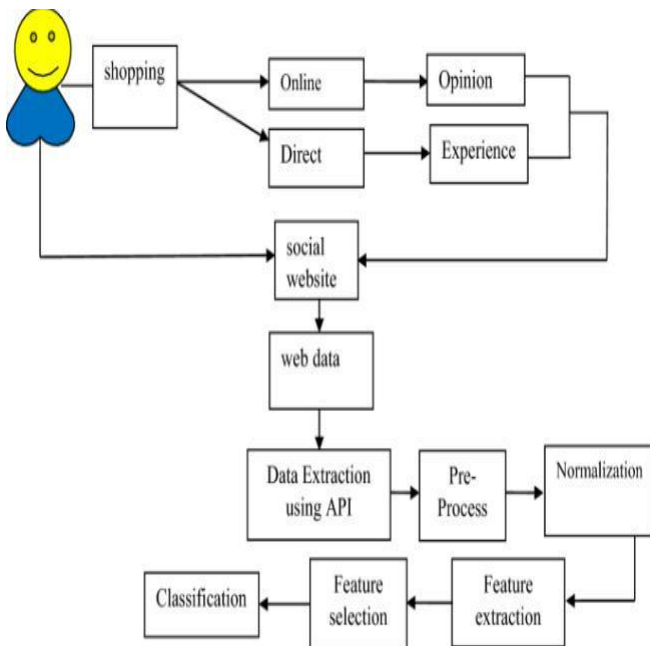 shopping
Online
Opinion
Direct
Experience
social
website
web data
Data Extraction
using API
Pre-
Process
Normalization
Feature
extraction
Feature
selection
Classification